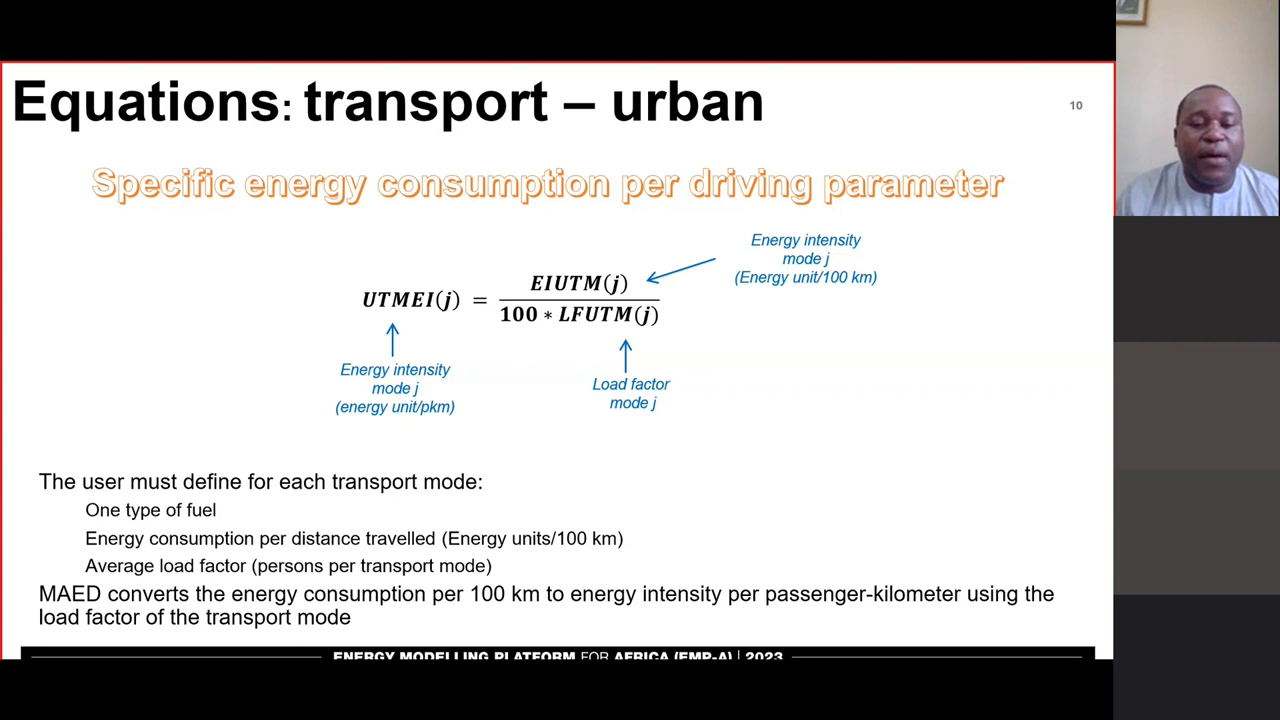 Equations: transport – urban
10
Specific energy consumption per driving parameter
Energy intensity
mode j
(Energy unit/100 km)
UTMEI(j) = EIUTM(j)
100 * LFUTM(j)
Energy intensity
mode j
(energy unit/pkm)
Load factor
mode j
The user must define for each transport mode:
One type of fuel
Energy consumption per distance travelled (Energy units/100 km)
Average load factor (persons per transport mode)
MAED converts the energy consumption per 100 km to energy intensity per passenger-kilometer using the
load factor of the transport mode
ENERGY MODELLING PLATFORM FOR AFRICA (EMP-A) | 2023